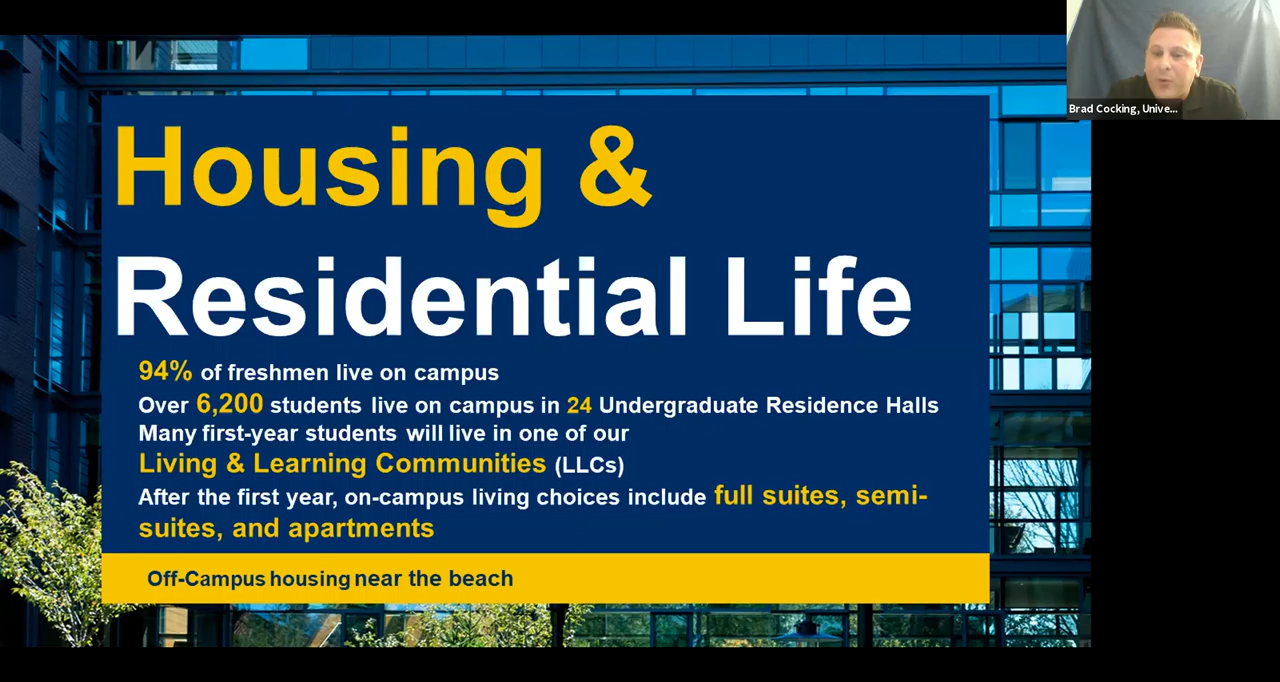 Housing &
Residential Life
94% of freshmen live on campus
Over 6,200 students live on campus in 24 Undergraduate Residence Halls
Many first-year students will live in one of our
Living & Learning Communities (LLCs)
After the first year, on-campus living choices include full suites, semi-
suites, and apartments
Off-Campus housing near the beach
Brad Cocking, Unive...